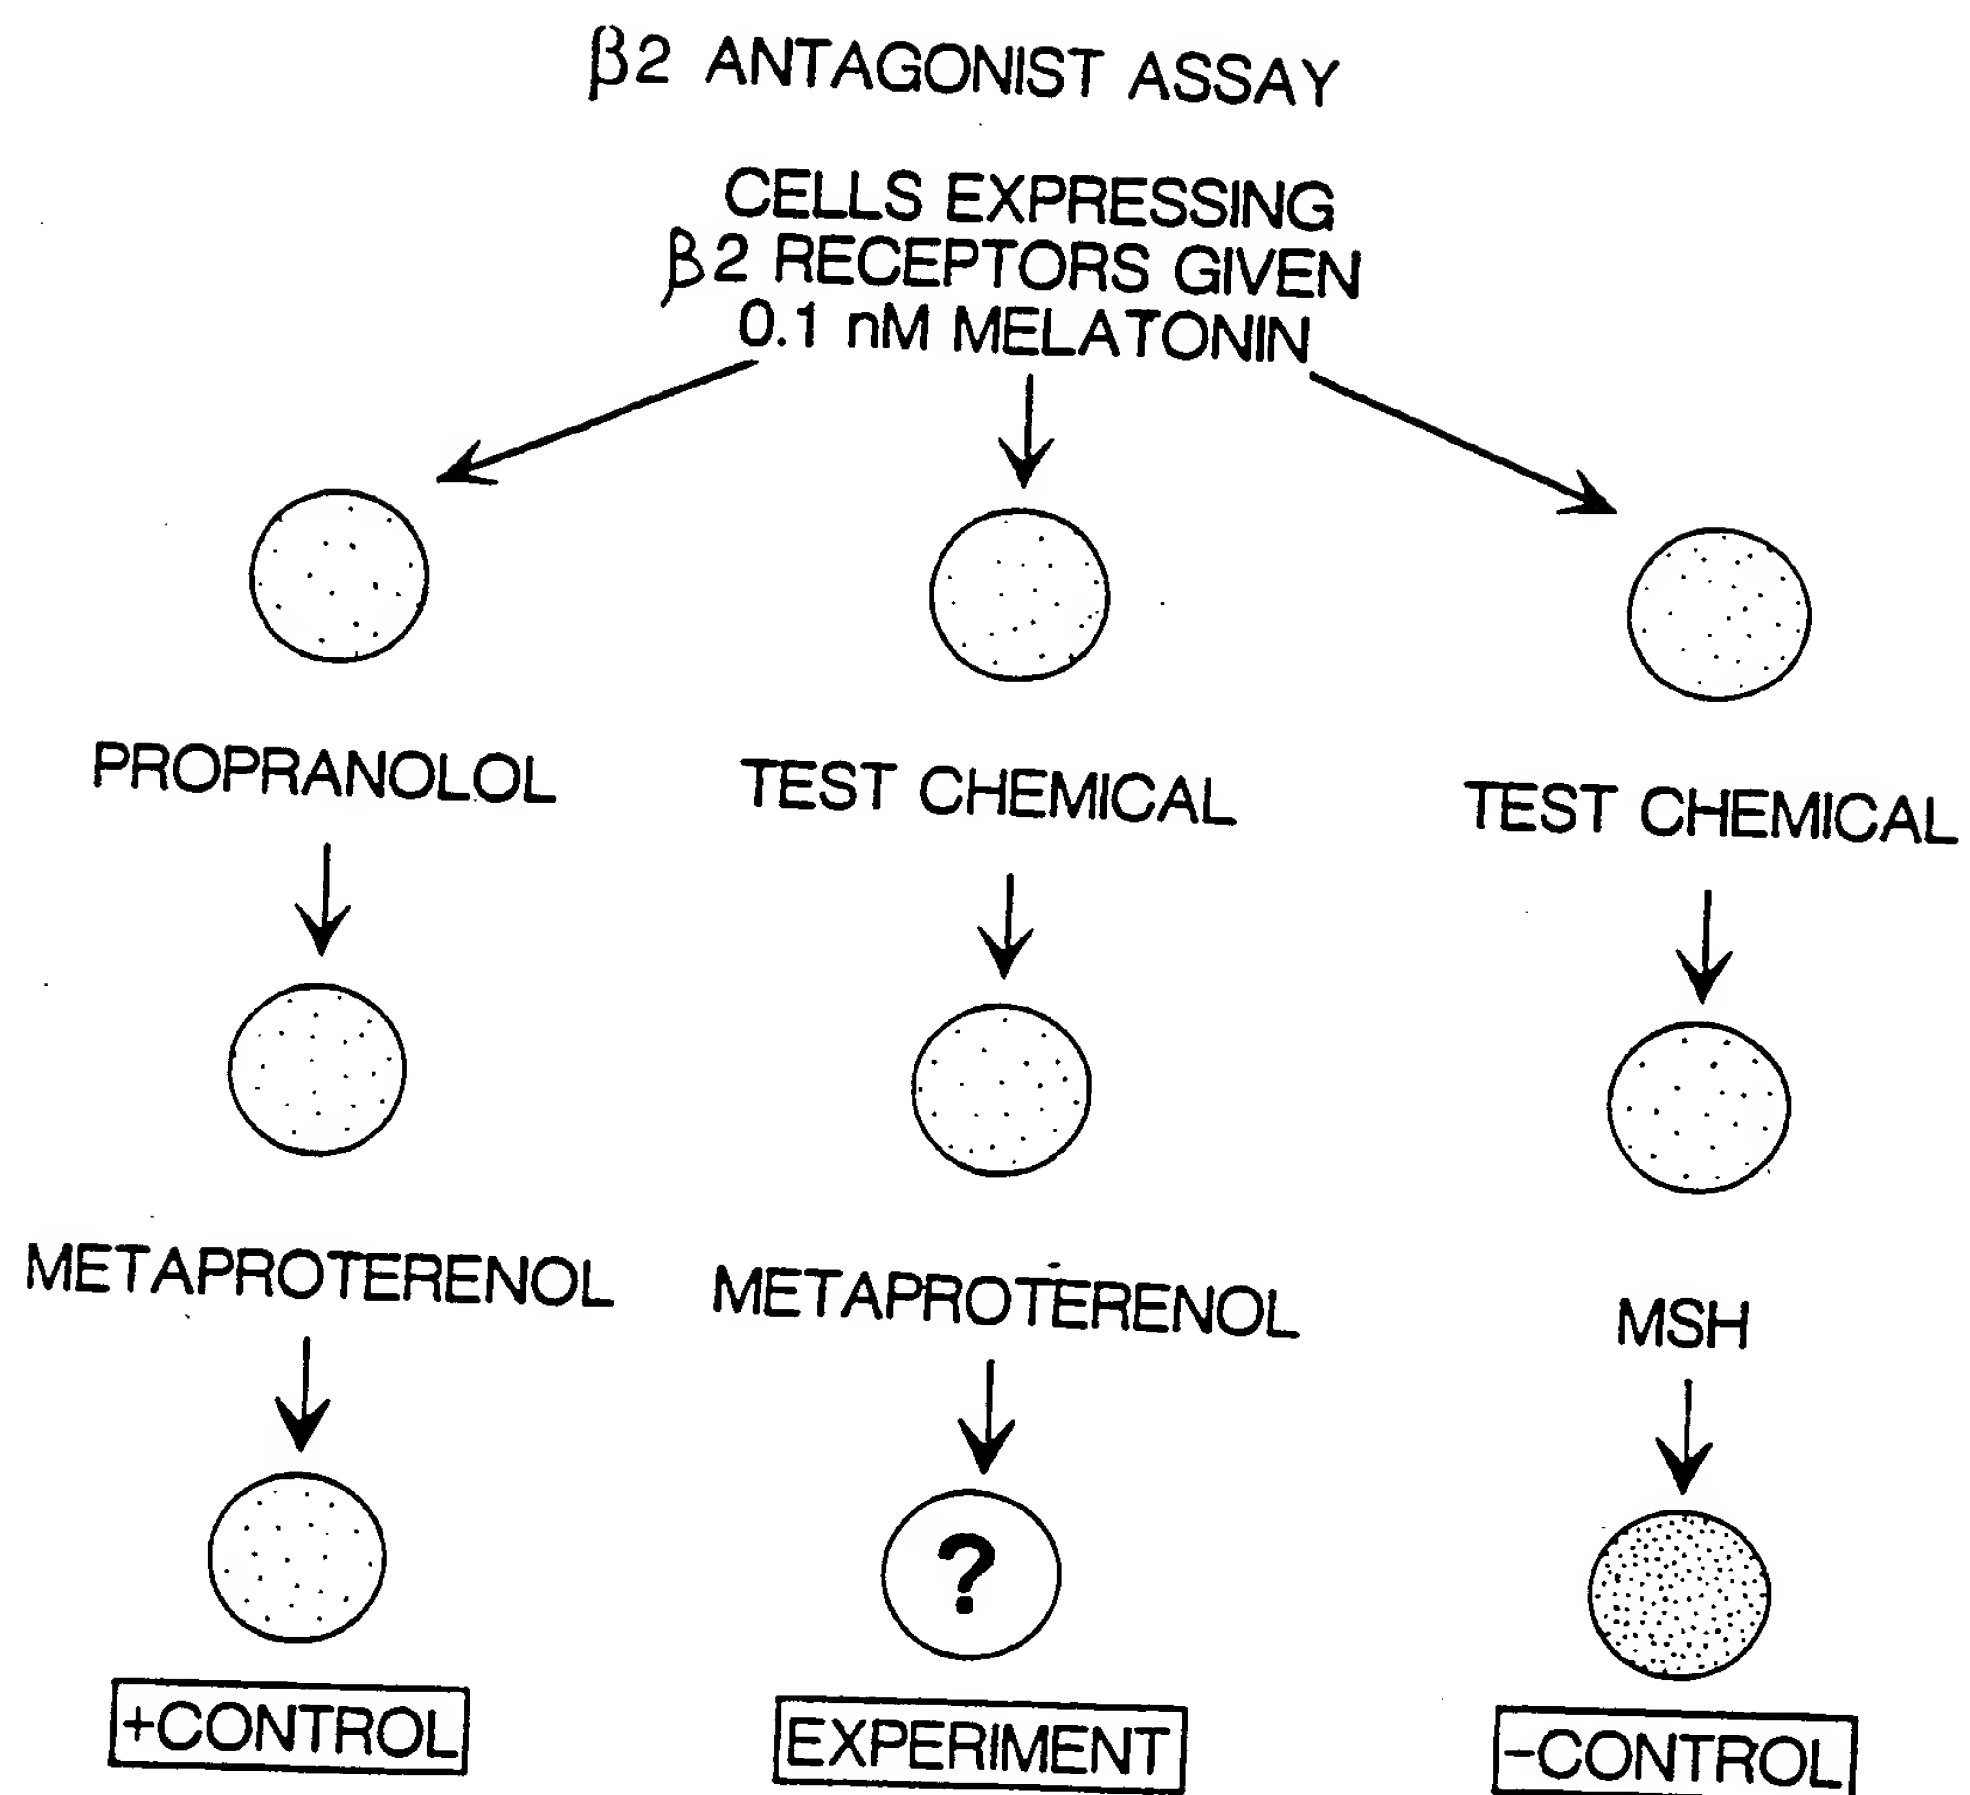 β2 ANTAGONIST ASSAY
CELLS EXPRESSING
β2 RECEPTORS GIVEN
0.1 nM MELATONIN
PROPRANOLOL
TEST CHEMICAL
TEST CHEMICAL
METAPROTERENOL
METAPROTERENOL
MSH
?
+CONTROL
EXPERIMENT
-CONTROL